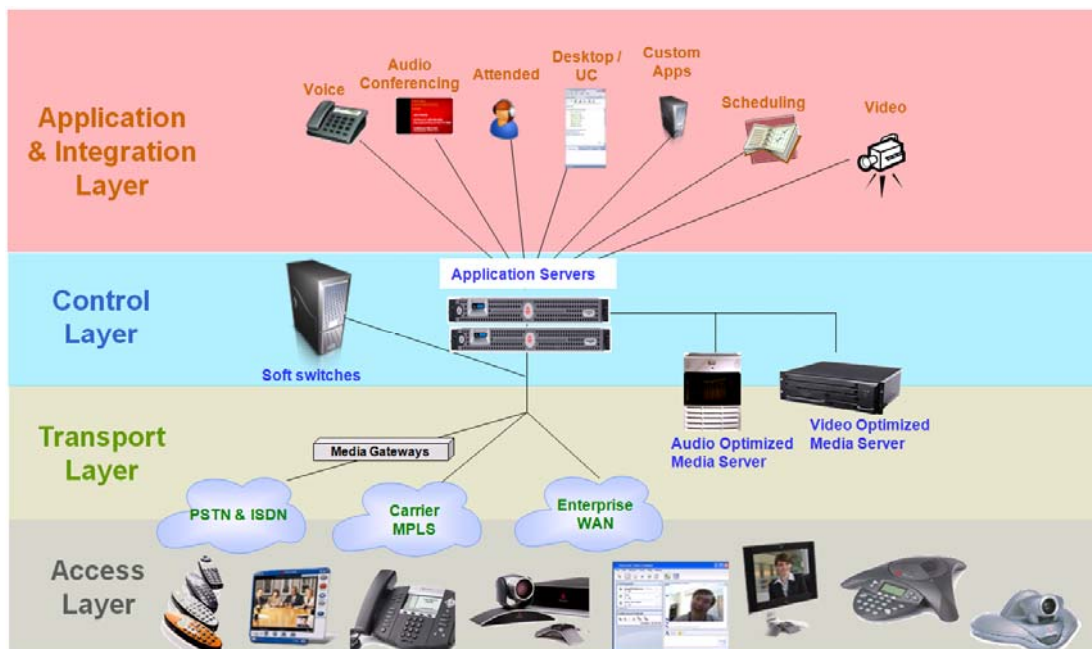 Application
& Integration
Layer
Voice
Audio
Conferencing
Attended
Desktop /
UC
Custom
Apps
Scheduling
Video
Control
Layer
Application Servers
Soft switches
Transport
Layer
Media Gateways
Audio Optimized
Media Server
Video Optimized
Media Server
PSTN & ISDN
Carrier
MPLS
Enterprise
WAN
Access
Layer